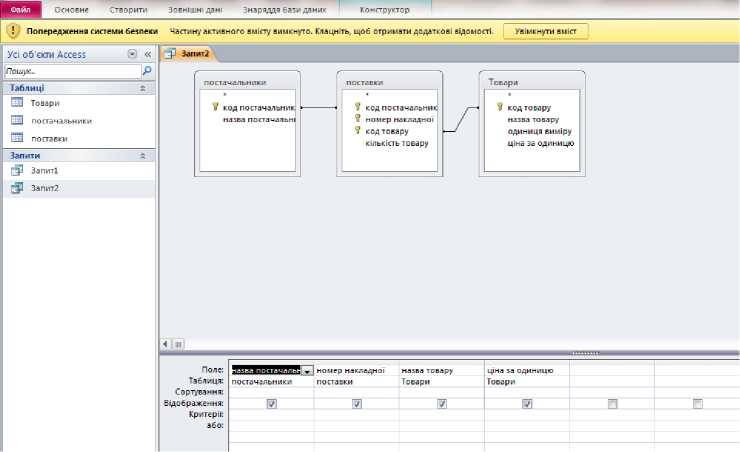 Файл Основне Створити Зовнішні дані Знаряддя бази даних Конструктор
Попередження системи безпеки Частину активного вмісту вимкнуто. Клацніть, щоб отримати додаткові відомості. Увімкнути вміст
Усі об'єкти Access
Пошук..
Таблиці
Товари
постачальники
поставки
Запити
Запит1
Запит2
Запит2
постачальники
*
код постачальник
назва постачальні
поставки
*
код постачальник
номер накладної
код товару
кількість товару
Товари
*
код товару
назва товару
одиниця виміру
ціна за одиницю
Поле: назва постачальн номер накладної назва товару ціна за одиницю
Таблиця: постачальники поставки Товари Товари
Сортування:
Відображення:
Критерії:
або: